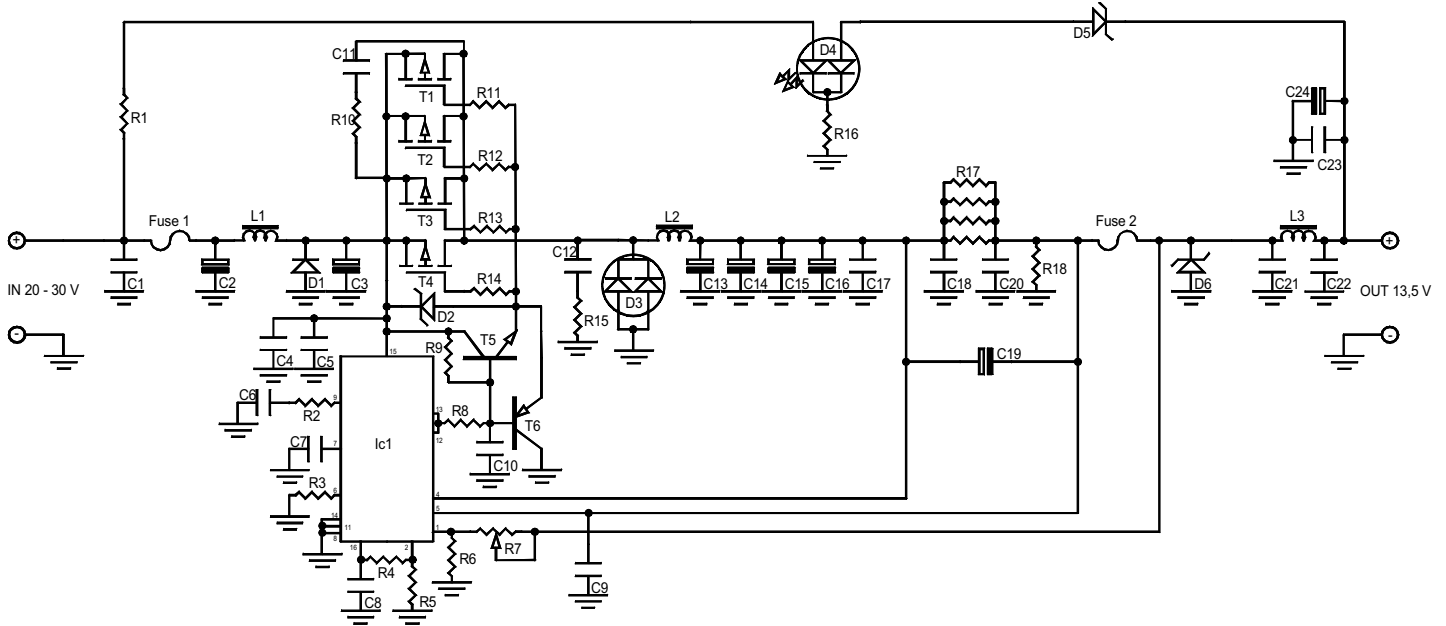 D5
D4
C11
T1
R11
C24
R1
R10
R16
T2
R12
C23
T3
R17
R13
Fuse 1
L1
L2
Fuse 2
L3
+
+
C12
T4
R14
R18
C1
C2
D1
C3
D3
C13
C14
C15
C16
C17
C18
C20
D6
C21
C22
IN 20 - 30 V
OUT 13,5 V
D2
R15
-
-
T5
R9
C4
C5
15
C19
C6
R2
9
13
R8
12
T6
C7
7
Ic1
C10
R3
6
4
5
14
11
8
1
R7
16
2
R6
R4
C8
R5
C9